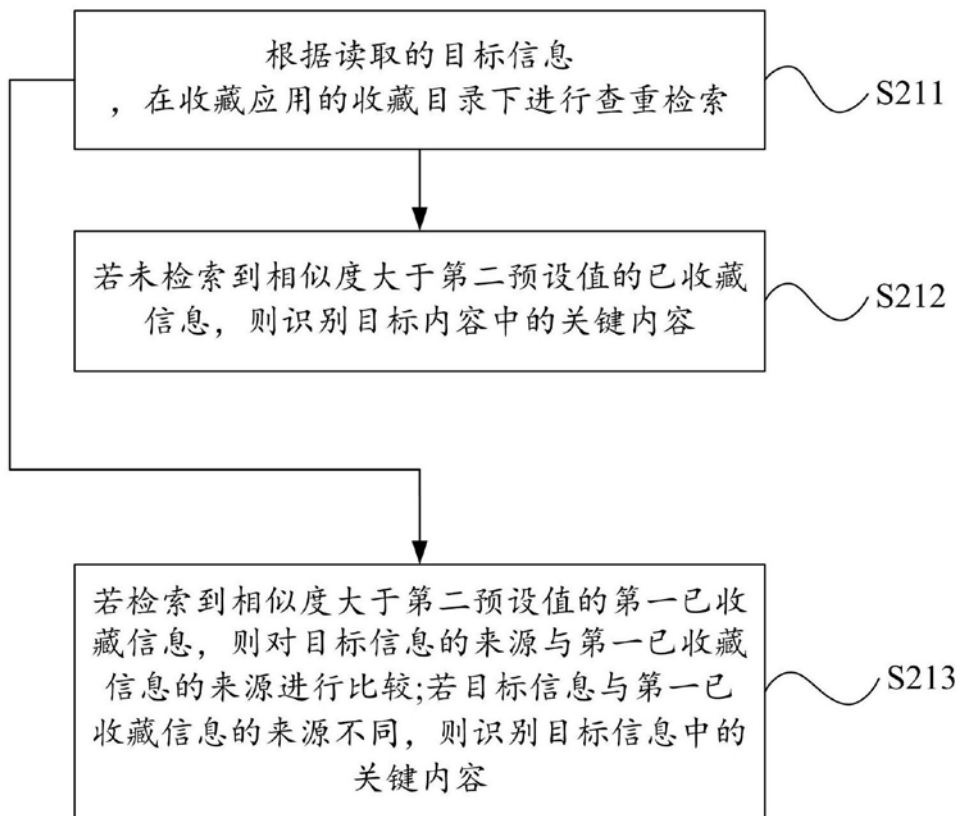 根据读取的目标信息
，在收藏应用的收藏目录下进行查重检索
S211
若未检索到相似度大于第二预设值的已收藏
信息，则识别目标内容中的关键内容
S212
若检索到相似度大于第二预设值的第一已收
藏信息，则对目标信息的来源与第一已收藏
信息的来源进行比较;若目标信息与第一已
收藏信息的来源不同，则识别目标信息中的
关键内容
S213